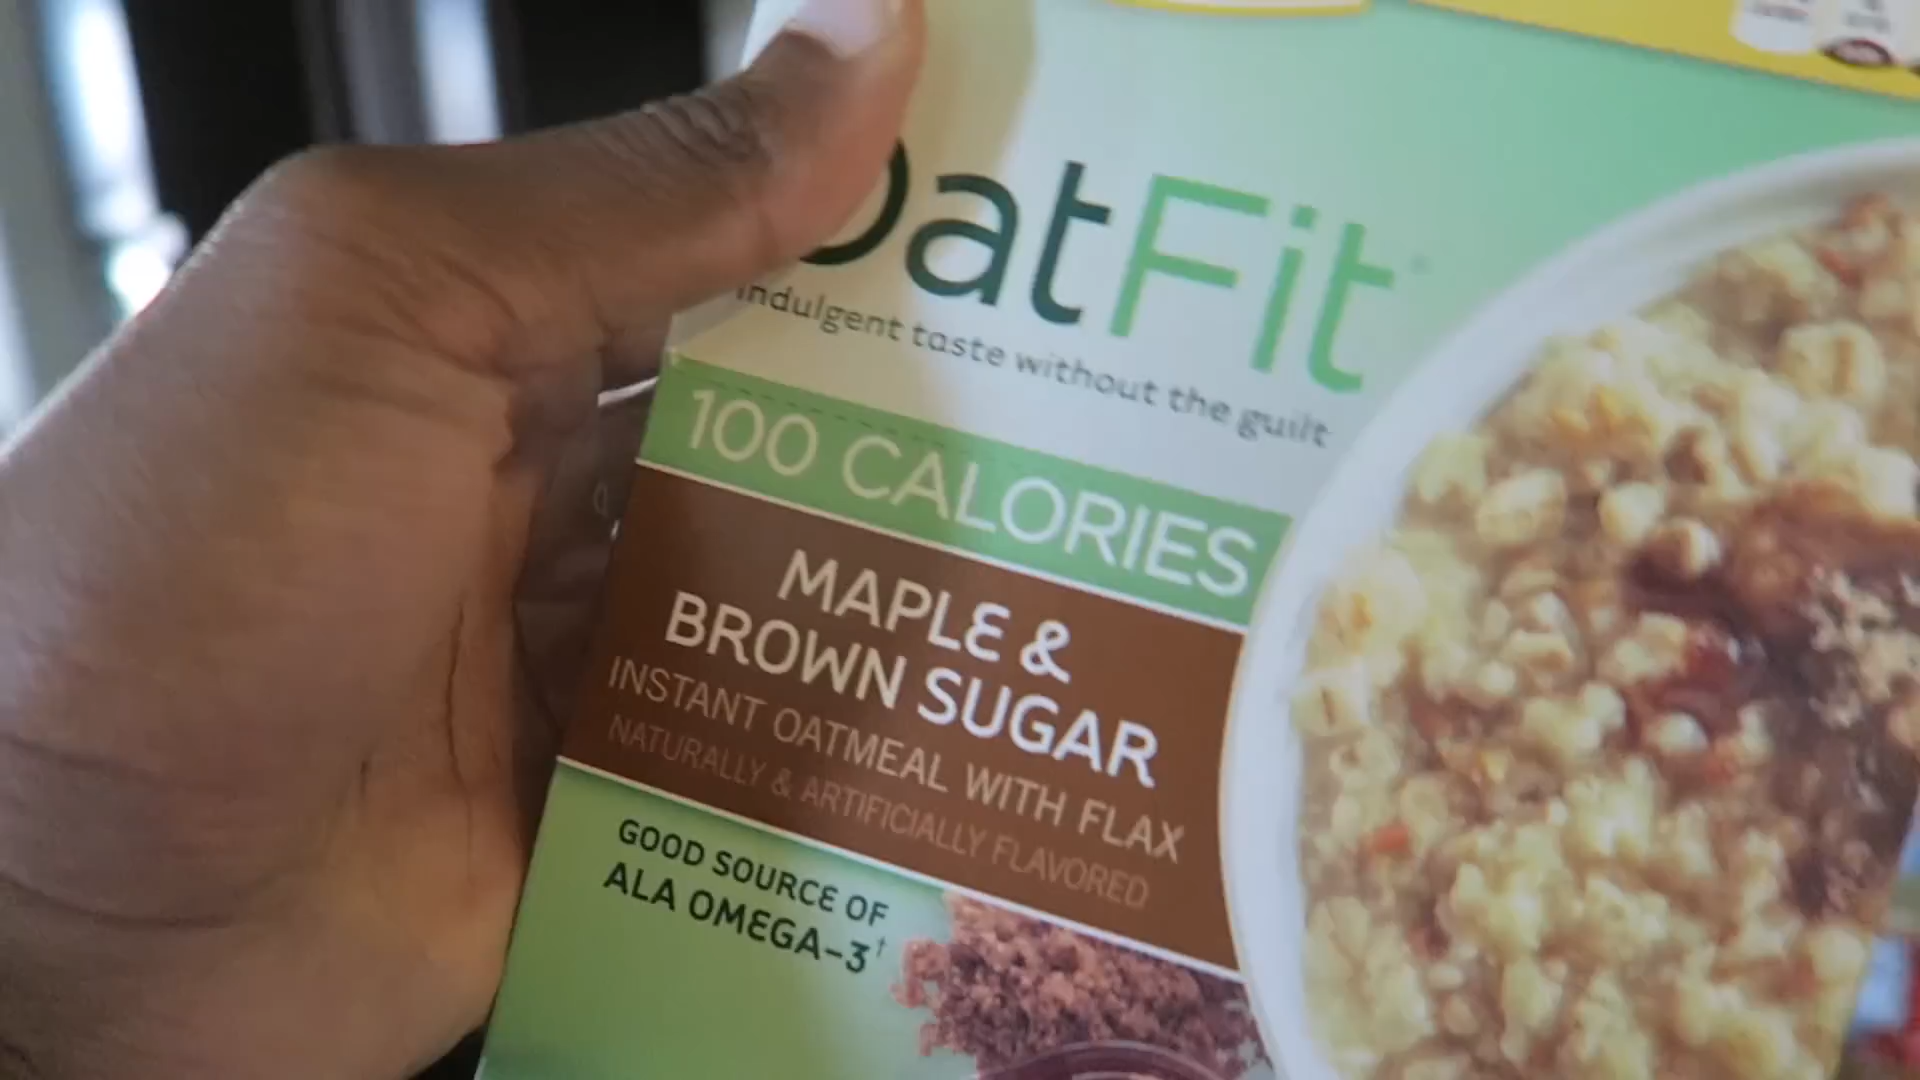 oatFit
indulgent taste without the guilt
100 CALORIES
MAPLE &
BROWN SUGAR
INSTANT OATMEAL WITH FLAX
NATURALLY & ARTIFICIALLY FLAVORED
GOOD SOURCE OF
ALA OMEGA-3†